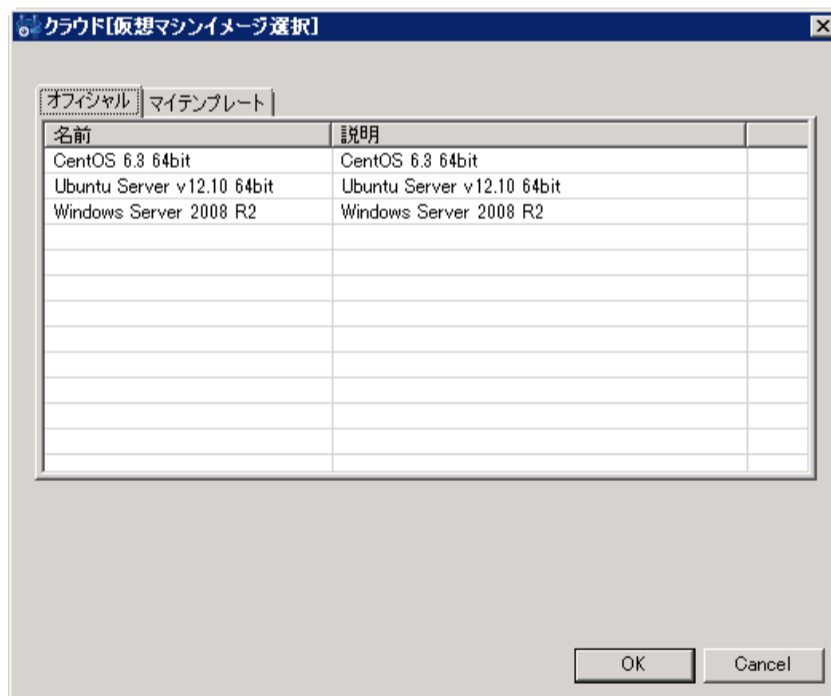 クラウド[仮想マシンイメージ選択]
オフィシャル マイテンプレート
名前 説明
CentOS 6.3 64bit CentOS 6.3 64bit
Ubuntu Server v12.10 64bit Ubuntu Server v12.10 64bit
Windows Server 2008 R2 Windows Server 2008 R2
OK Cancel